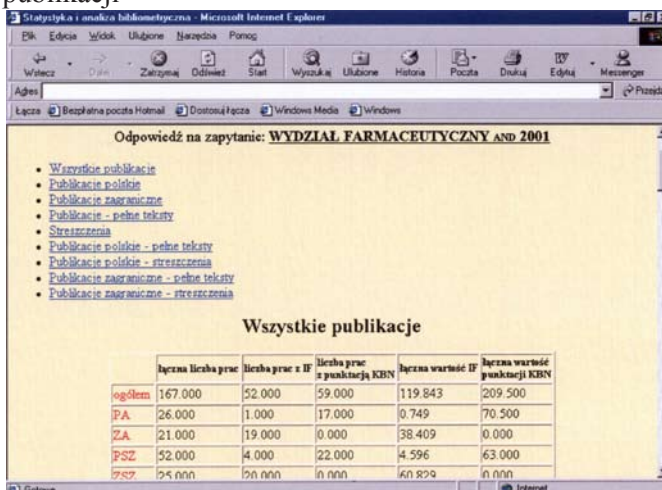 publikacji
Statystyka i analiza bibliometryczna - Microsoft Internet Explorer
Plik Edycja Widok Ulubione Narzędzia Pomoc
Wstecz Dalej Zatrzymaj Odśwież Start Wyszukaj Ulubione Historia Poczta Drukuj Edytuj Messenger
Adres Przejdź
Łącza Bezpłatna poczta Hotmail Dostosuj łącza Windows Media Windows
Odpowiedź na zapytanie: WYDZIAŁ FARMACEUTYCZNY AND 2001
Wszystkie publikacje
Publikacje polskie
Publikacje zagraniczne
Publikacje - pełne teksty
Streszczenia
Publikacje polskie - pełne teksty
Publikacje polskie - streszczenia
Publikacje zagraniczne - pełne teksty
Publikacje zagraniczne - streszczenia
Wszystkie publikacje
łączna liczba prac liczba prac z IF liczba prac z punktacją KBN łączna wartość IF łączna wartość punktacji KBN
ogółem 167.000 52.000 59.000 119.843 209.500
PA 26.000 1.000 17.000 0.749 70.500
ZA 21.000 19.000 0.000 38.409 0.000
PSZ 52.000 4.000 22.000 4.596 63.000
ZSZ 25.000 20.000 0.000 60.829 0.000
Gotowe Internet